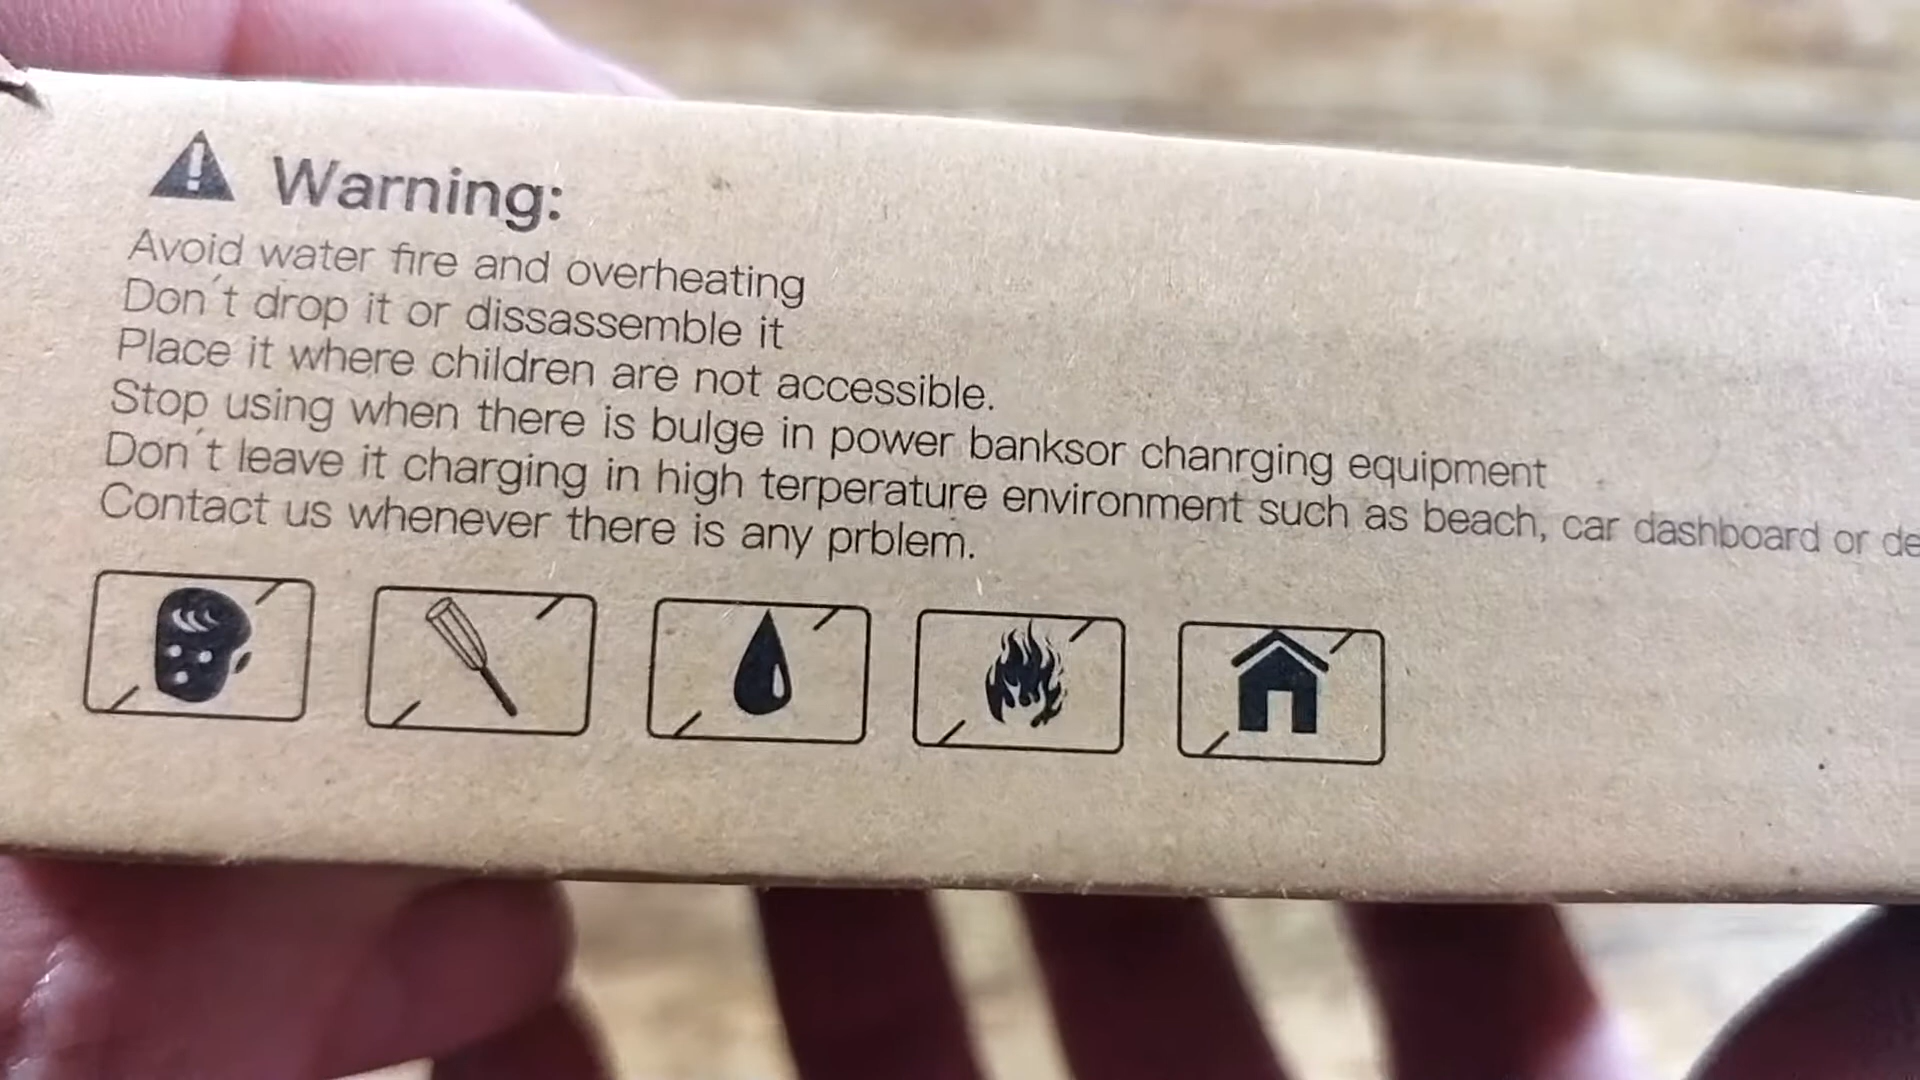 Warning:
Avoid water fire and overheating
Don't drop it or dissassemble it
Place it where children are not accessible.
Stop using when there is bulge in power banksor chanrging equipment
Don't leave it charging in high terperature environment such as beach, car dashboard or
Contact us whenever there is any prblem.